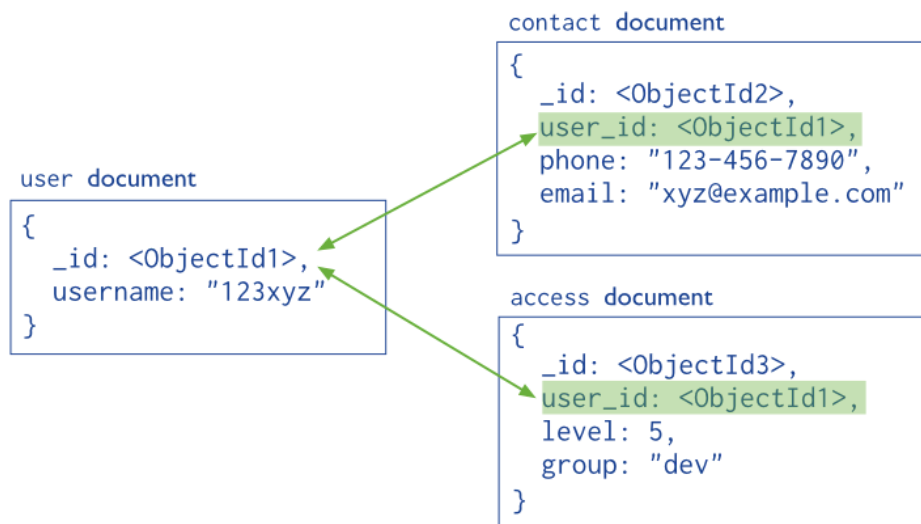 contact document
{
_id: <ObjectId2>,
user_id: <ObjectId1>,
phone: "123-456-7890",
email: "xyz@example.com"
}
user document
{
_id: <ObjectId1>,
username: "123xyz"
}
access document
{
_id: <ObjectId3>,
user_id: <ObjectId1>,
level: 5,
group: "dev"
}